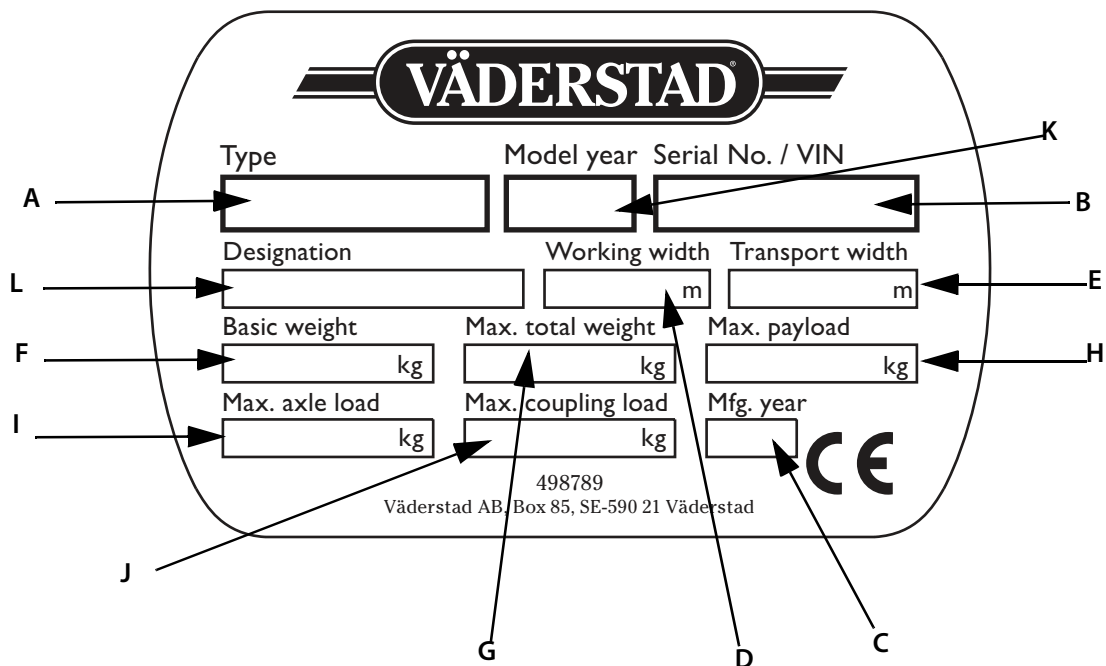 VÄDERSTAD®
K
Type Model year Serial No. / VIN
A B
Designation Working width Transport width
L m m E
Basic weight Max. total weight Max. payload
F kg kg kg H
Max. axle load Max. coupling load Mfg. year
I kg kg CE
498789
Väderstad AB, Box 85, SE-590 21 Väderstad
J
G D C